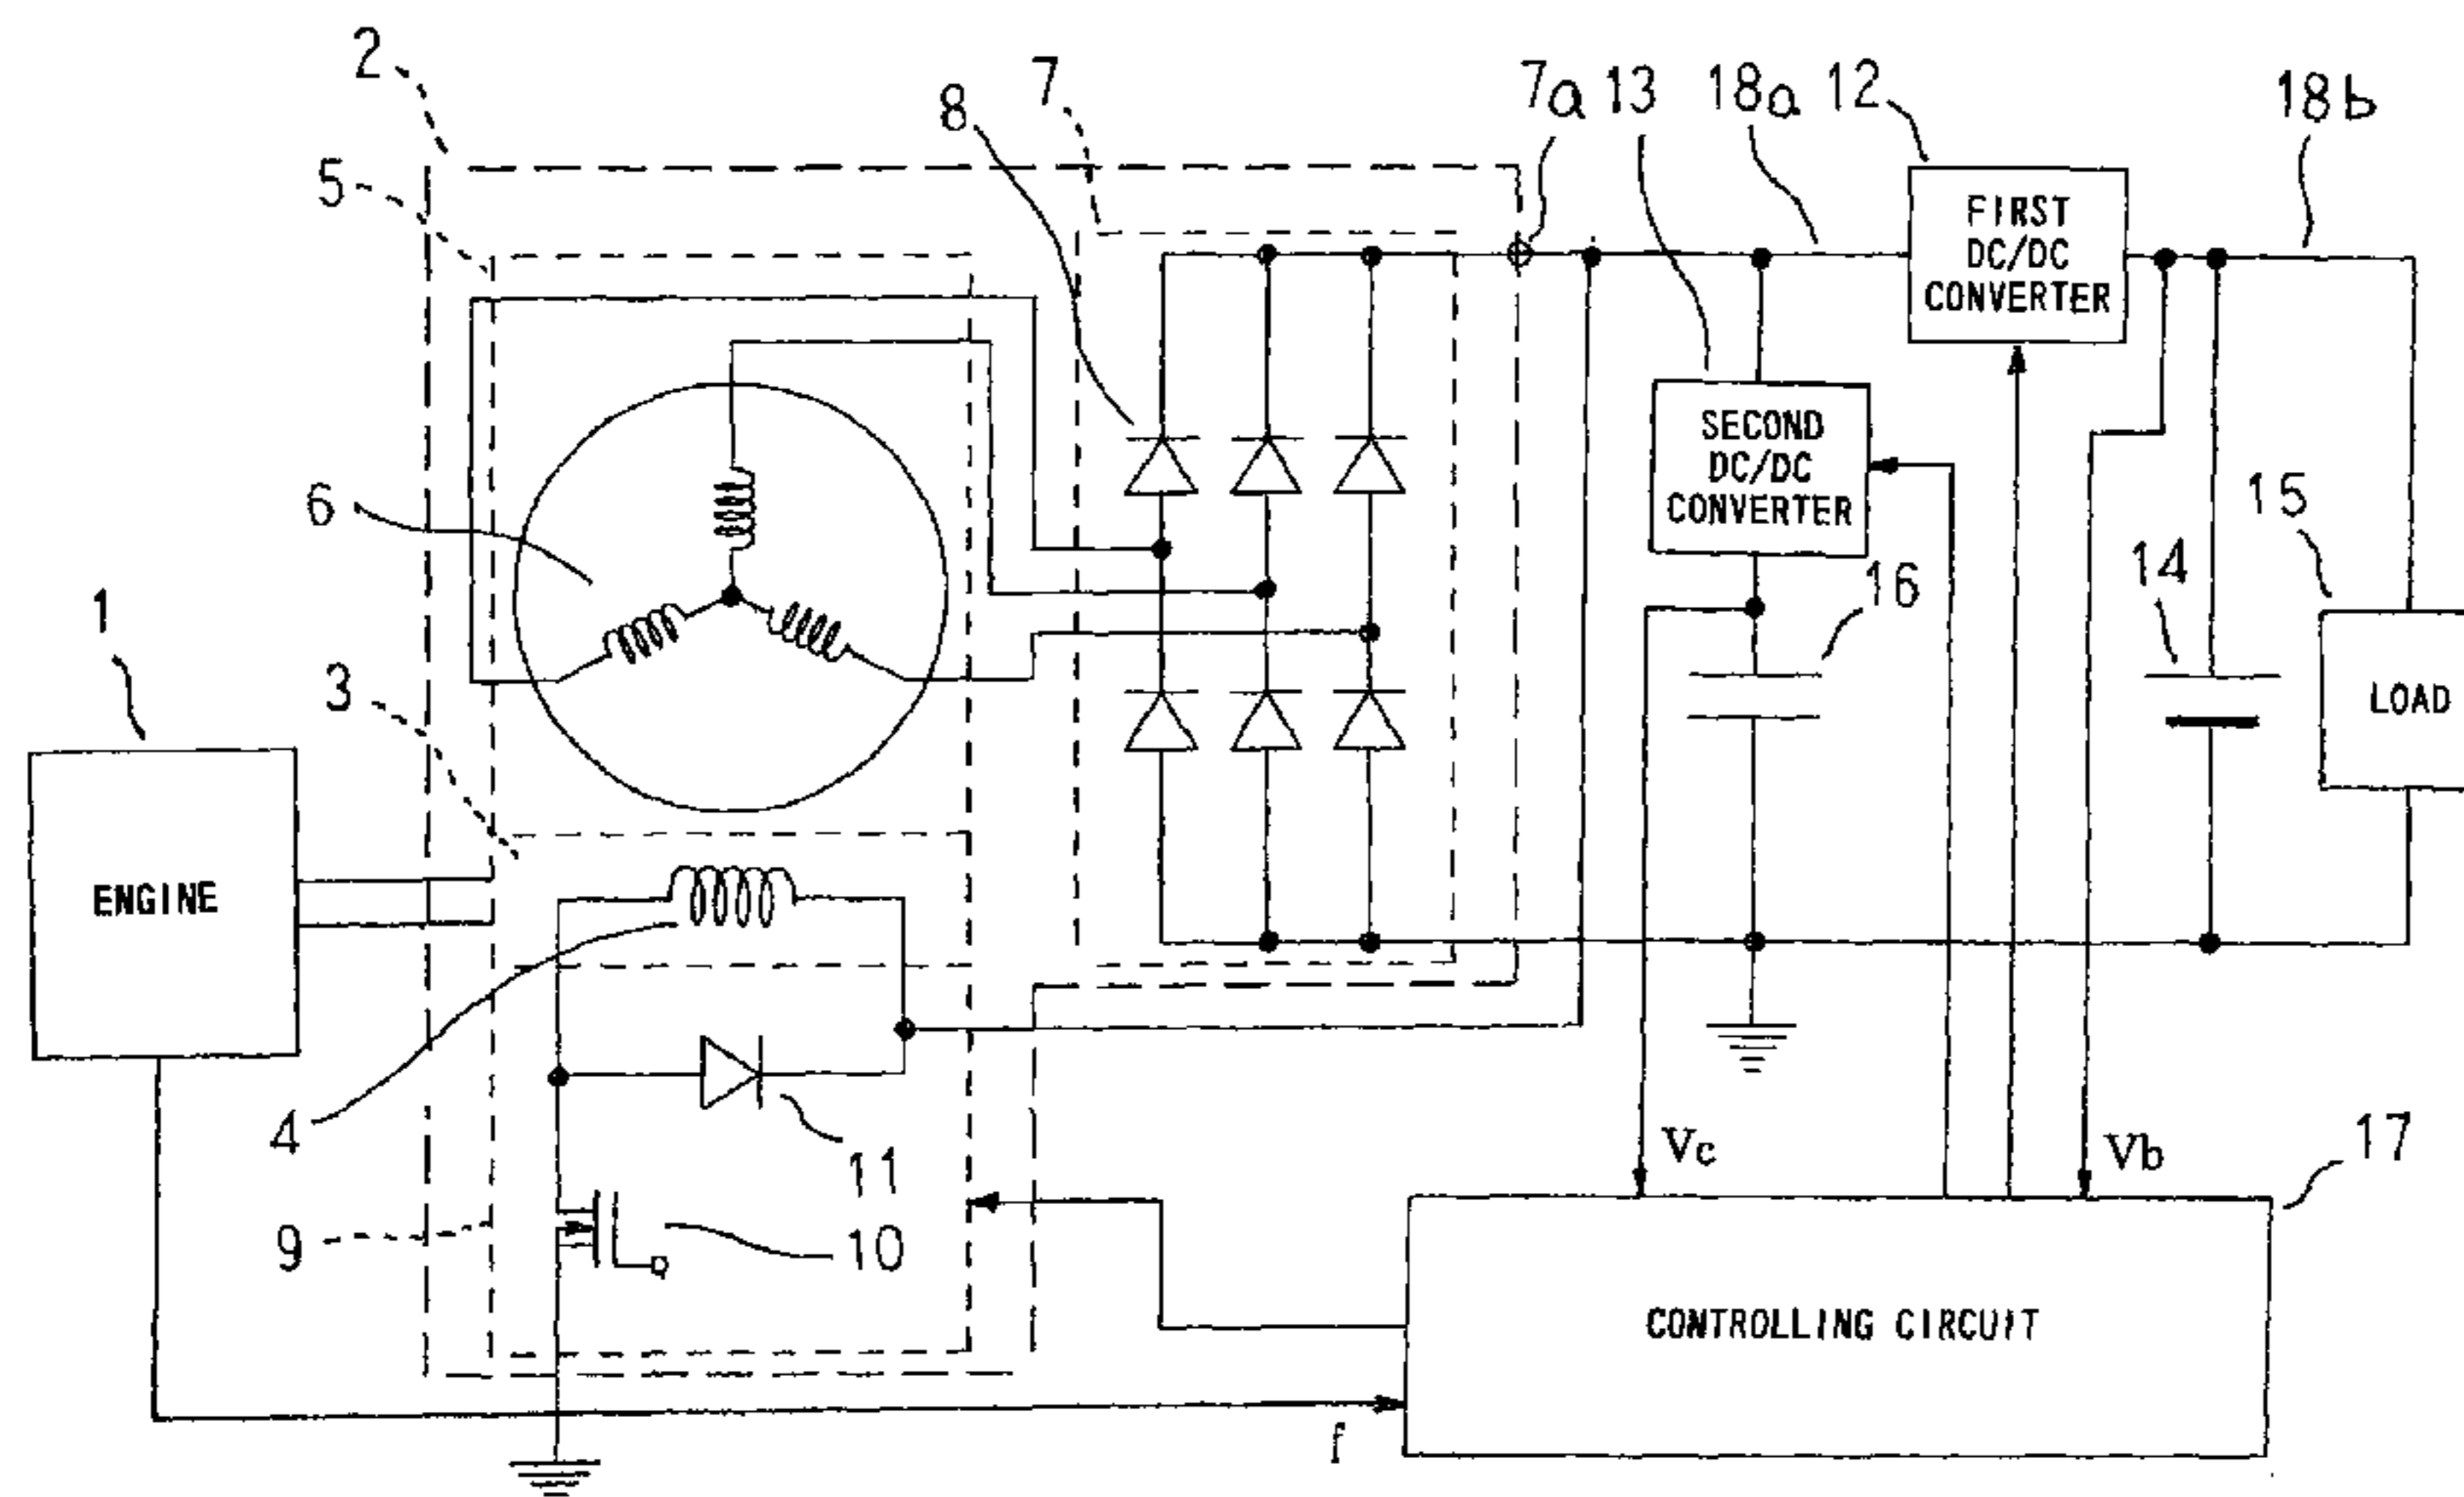 2
7
7a 13 18a 12
18b
8
5
FIRST
DC/DC
CONVERTER
SECOND
DC/DC
CONVERTER
6
15
14
16
1
3
LOAD
ENGINE
4
11
Vc
Vb
17
9
10
CONTROLLING CIRCUIT
f